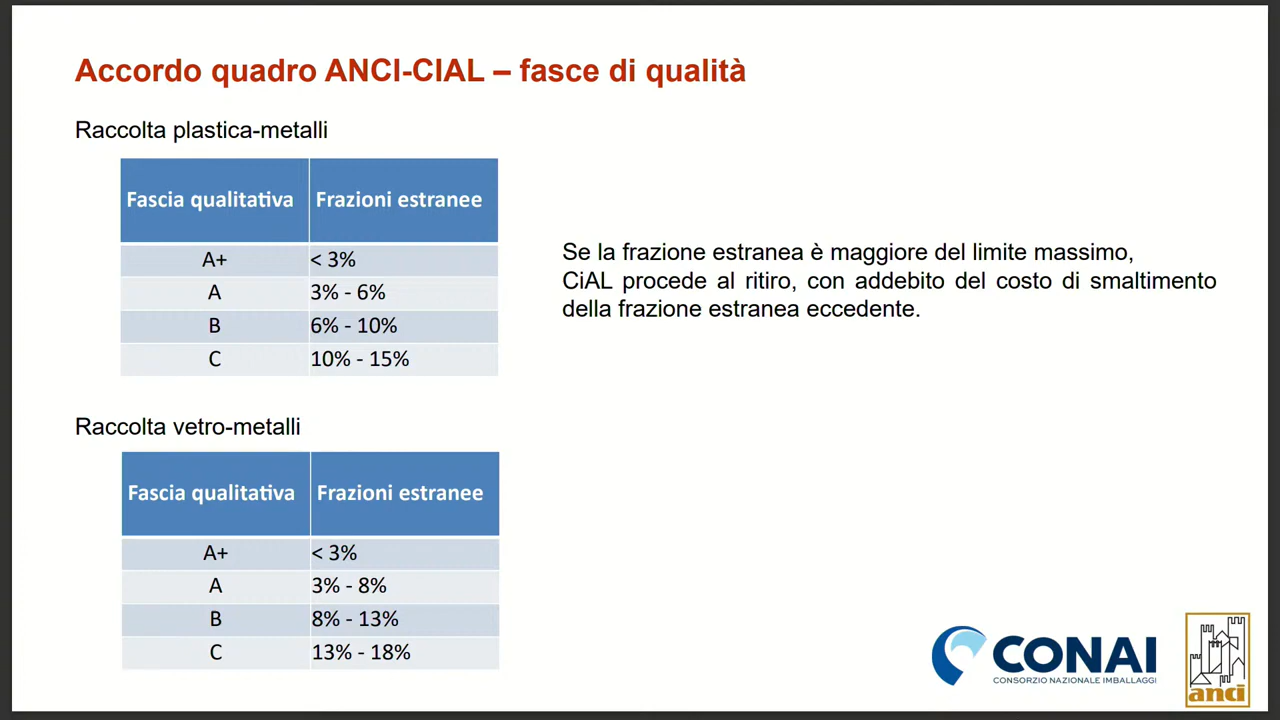 Accordo quadro ANCI-CIAL – fasce di qualità
Raccolta plastica-metalli
Fascia qualitativa Frazioni estranee
A+ < 3%
A 3% - 6%
B 6% - 10%
C 10% - 15%
Se la frazione estranea è maggiore del limite massimo,
CiAL procede al ritiro, con addebito del costo di smaltimento
della frazione estranea eccedente.
Raccolta vetro-metalli
Fascia qualitativa Frazioni estranee
A+ < 3%
A 3% - 8%
B 8% - 13%
C 13% - 18%
CONAI
CONSORZIO NAZIONALE IMBALLAGGI
anci